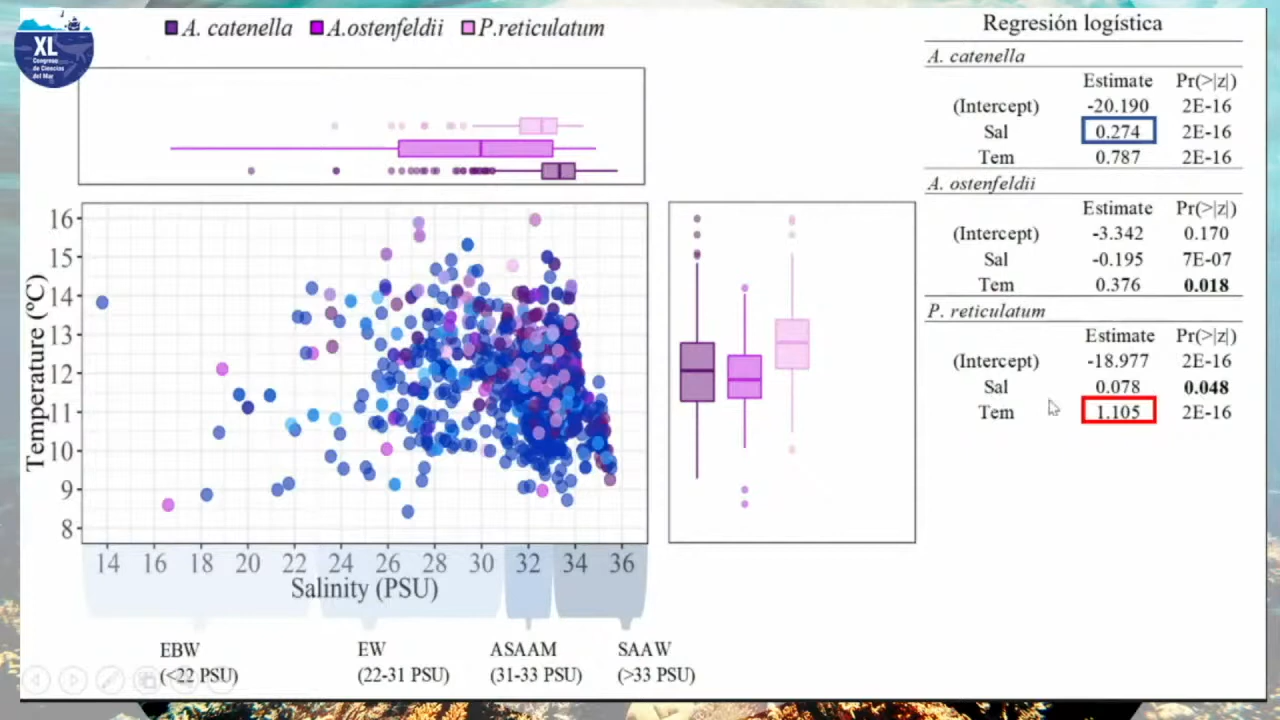 XL
Congreso
de Ciencias
del Mar
A. catenella A.ostenfeldii P.reticulatum
16
15
14
13
12
11
10
9
8
Temperature (ºC)
14 16 18 20 22 24 26 28 30 32 34 36
Salinity (PSU)
EBW EW ASAAM SAAW
(<22 PSU) (22-31 PSU) (31-33 PSU) (>33 PSU)
Regresión logística
A. catenella
Estimate Pr(>|z|)
(Intercept) -20.190 2E-16
Sal 0.274 2E-16
Tem 0.787 2E-16
A. ostenfeldii
Estimate Pr(>|z|)
(Intercept) -3.342 0.170
Sal -0.195 7E-07
Tem 0.376 0.018
P. reticulatum
Estimate Pr(>|z|)
(Intercept) -18.977 2E-16
Sal 0.078 0.048
Tem 1.105 2E-16